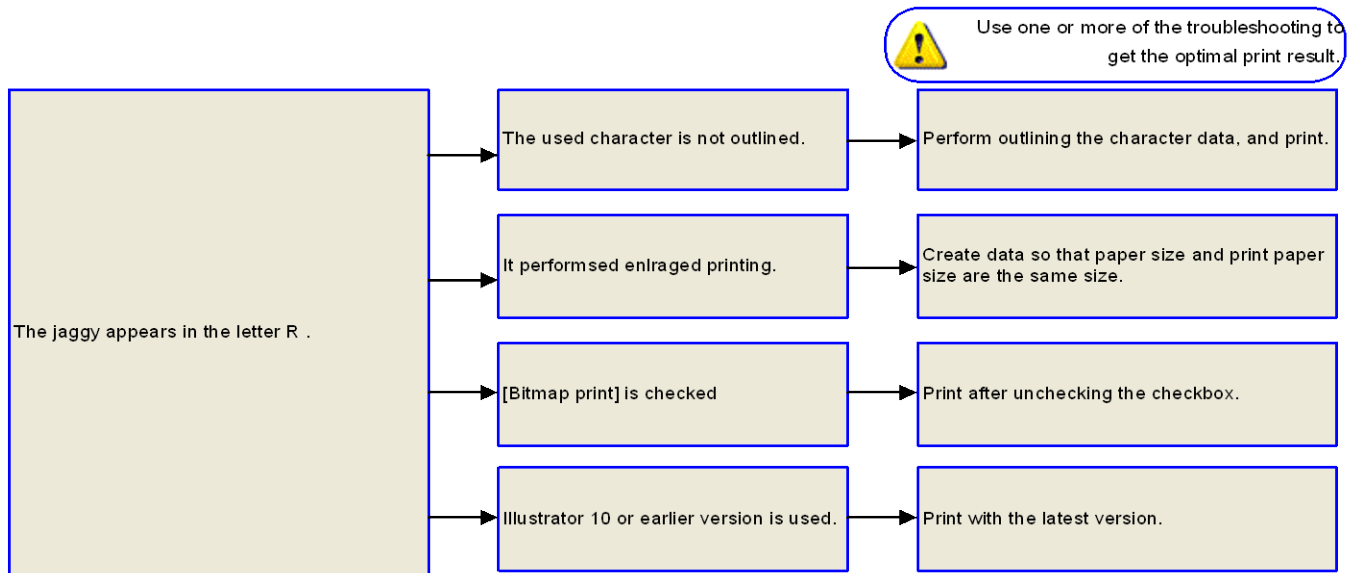 Use one or more of the troubleshooting to
get the optimal print result.
The jaggy appears in the letter R .
The used character is not outlined.
Perform outlining the character data, and print.
It performsed enlraged printing.
Create data so that paper size and print paper
size are the same size.
[Bitmap print] is checked
Print after unchecking the checkbox.
Illustrator 10 or earlier version is used.
Print with the latest version.